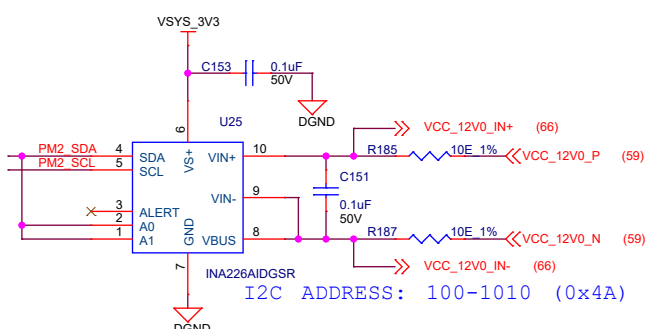 VSYS_3V3
C153
0.1uF
50V
DGND
U25
6
VCC_12V0_IN+ (66)
PM2_SDA 4 SDA VS+ VIN+ 10 R185 10E_1% VCC_12V0_P (59)
PM2_SCL 5 SCL
C151
VIN- 9
0.1uF
50V
3 ALERT
2 A0 GND
1 A1 VBUS 8 R187 10E_1% VCC_12V0_N (59)
7
INA226AIDGSR
VCC_12V0_IN- (66)
I2C ADDRESS: 100-1010 (0x4A)
DGND